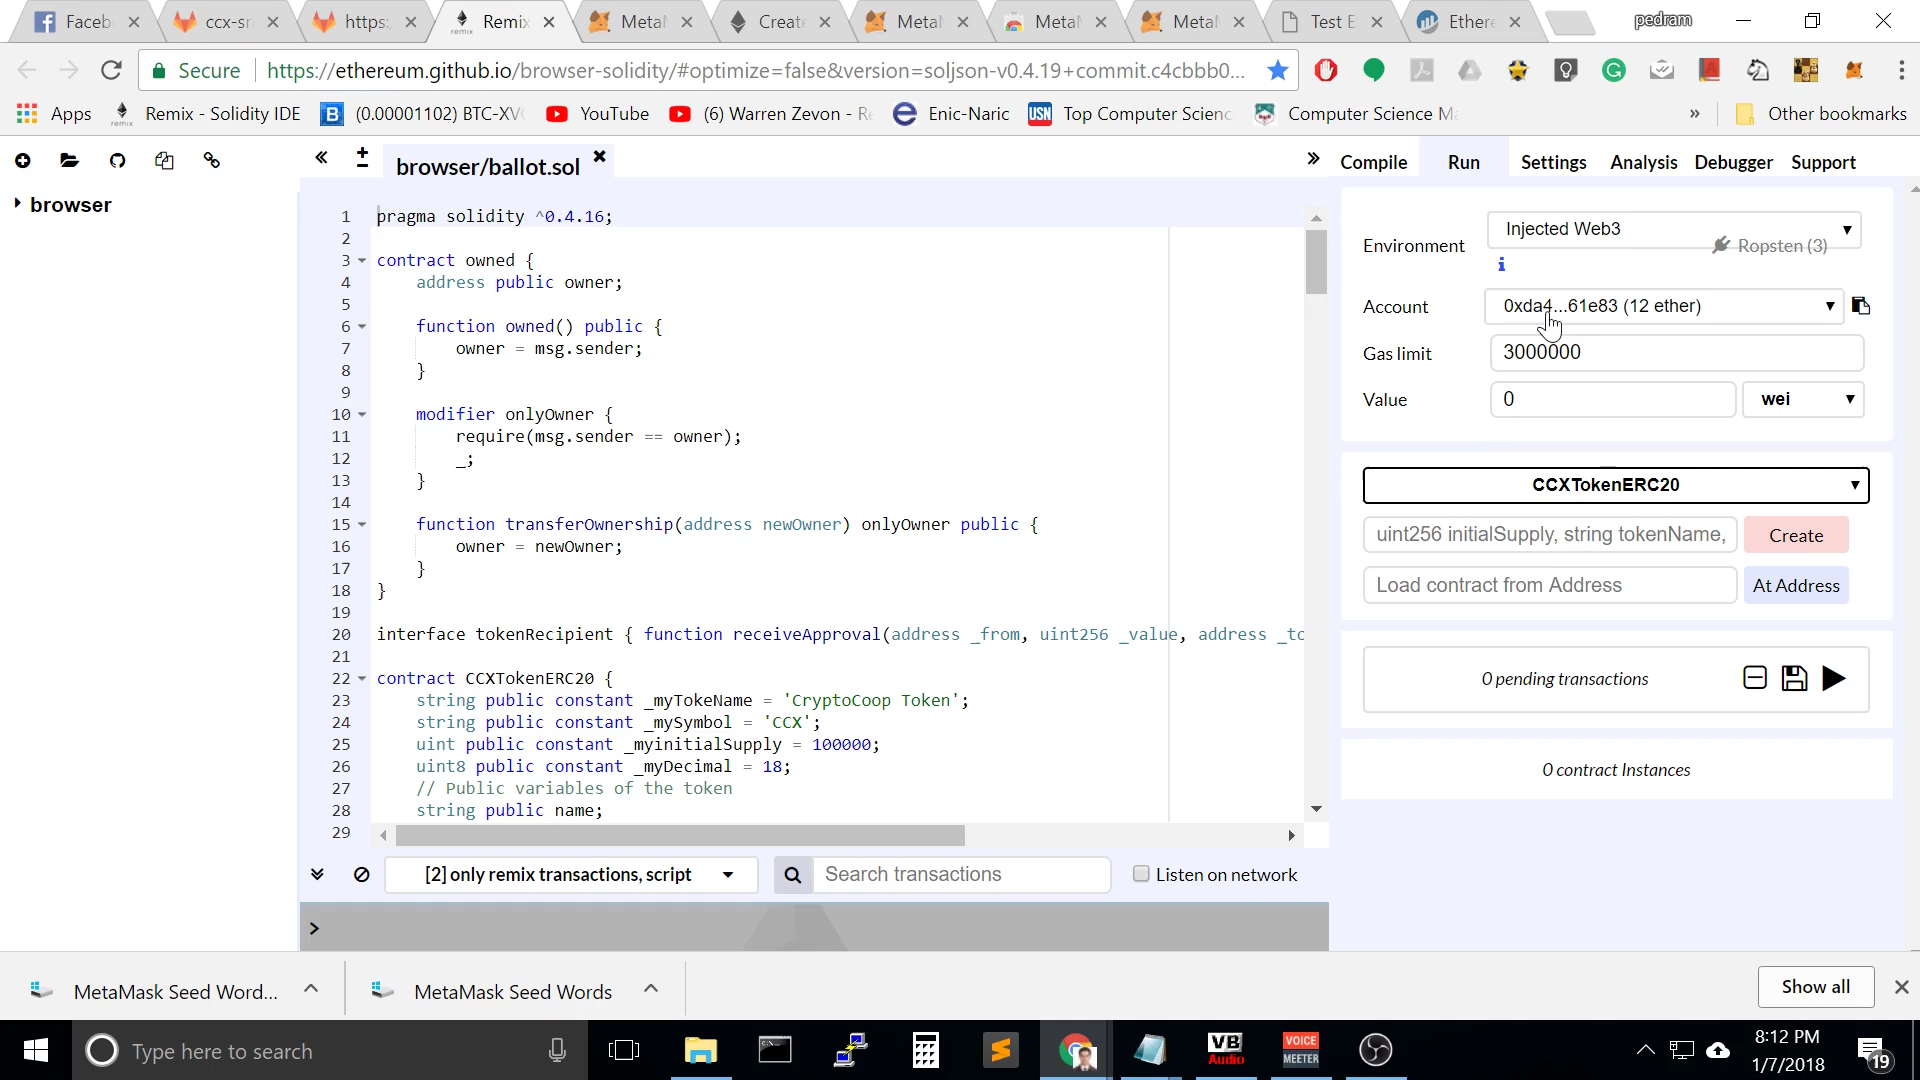 Faceb
ccx-sr
https:
Remix
Meta
Create
Meta
Meta
Meta
Test E
Ethere
pedram
Secure
https://ethereum.github.io/browser-solidity/#optimize=false&version=soljson-v0.4.19+commit.c4cbbb0...
Apps
remix
Remix - Solidity IDE
(0.00001102) BTC-XV
YouTube
(6) Warren Zevon - R
Enic-Naric
USN
Top Computer Scienc
Computer Science M
»
Other bookmarks
browser/ballot.sol
Compile
Run
Settings
Analysis
Debugger
Support
browser
1 pragma solidity ^0.4.16;
2
3 contract owned {
4 address public owner;
5
6 function owned() public {
7 owner = msg.sender;
8 }
9
10 modifier onlyOwner {
11 require(msg.sender == owner);
12 _;
13 }
14
15 function transferOwnership(address newOwner) onlyOwner public {
16 owner = newOwner;
17 }
18 }
19
20 interface tokenRecipient { function receiveApproval(address _from, uint256 _value, address _to
21
22 contract CCXTokenERC20 {
23 string public constant _myTokeName = 'CryptoCoop Token';
24 string public constant _mySymbol = 'CCX';
25 uint public constant _myinitialSupply = 100000;
26 uint8 public constant _myDecimal = 18;
27 // Public variables of the token
28 string public name;
29
Environment
Injected Web3
Ropsten (3)
i
Account
0xda4...61e83 (12 ether)
Gas limit
3000000
Value
0
wei
CCXTokenERC20
uint256 initialSupply, string tokenName,
Create
Load contract from Address
At Address
0 pending transactions
0 contract Instances
[2] only remix transactions, script
Search transactions
Listen on network
>
MetaMask Seed Word...
MetaMask Seed Words
Show all
Type here to search
VB
Audio
VOICE
MEETER
8:12 PM
1/7/2018
19